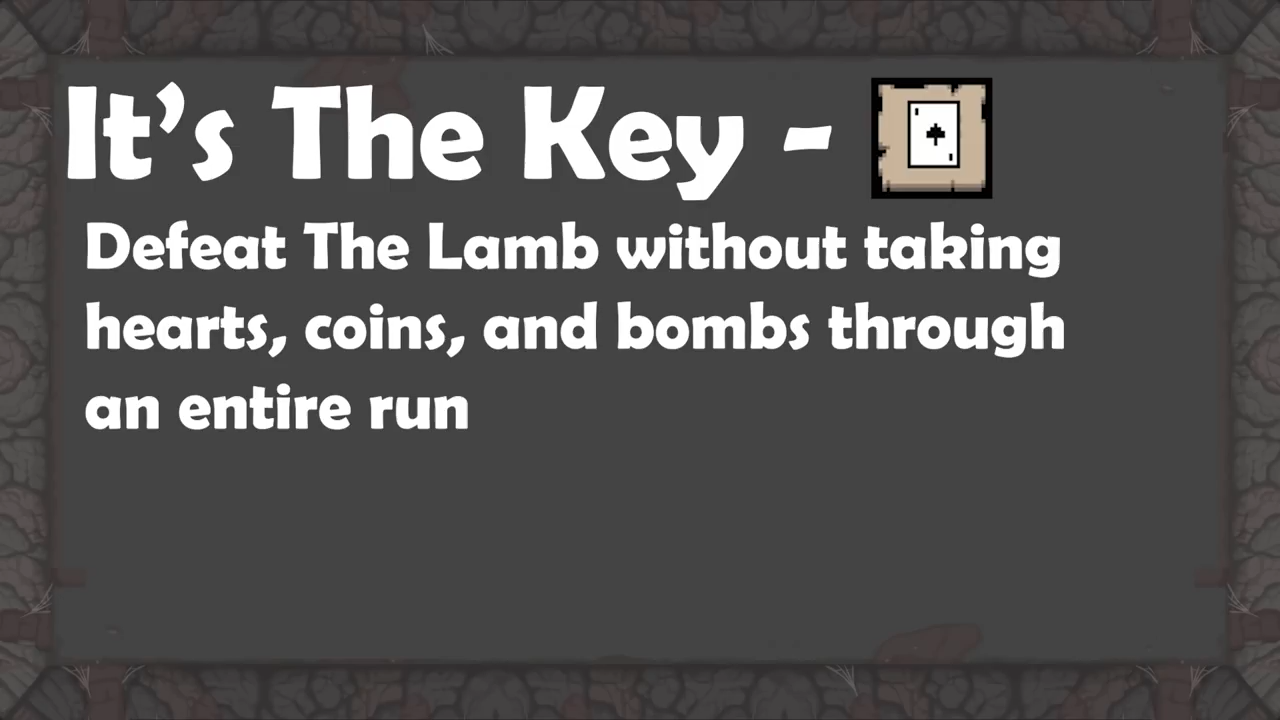 It’s The Key -
Defeat The Lamb without taking
hearts, coins, and bombs through
an entire run